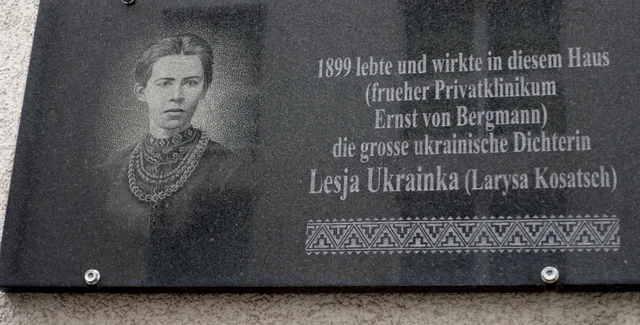 1899 lebte und wirkte in diesem Haus
(frueher Privatklinikum
Ernst von Bergmann)
die grosse ukrainische Dichterin
Lesja Ukrainka (Larysa Kosatsch)